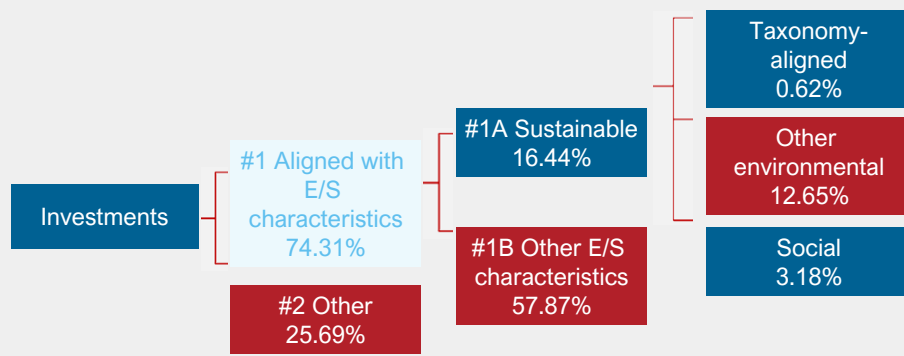 Investments
#1 Aligned with
E/S
characteristics
74.31%
#2 Other
25.69%
#1A Sustainable
16.44%
#1B Other E/S
characteristics
57.87%
Taxonomy-
aligned
0.62%
Other
environmental
12.65%
Social
3.18%